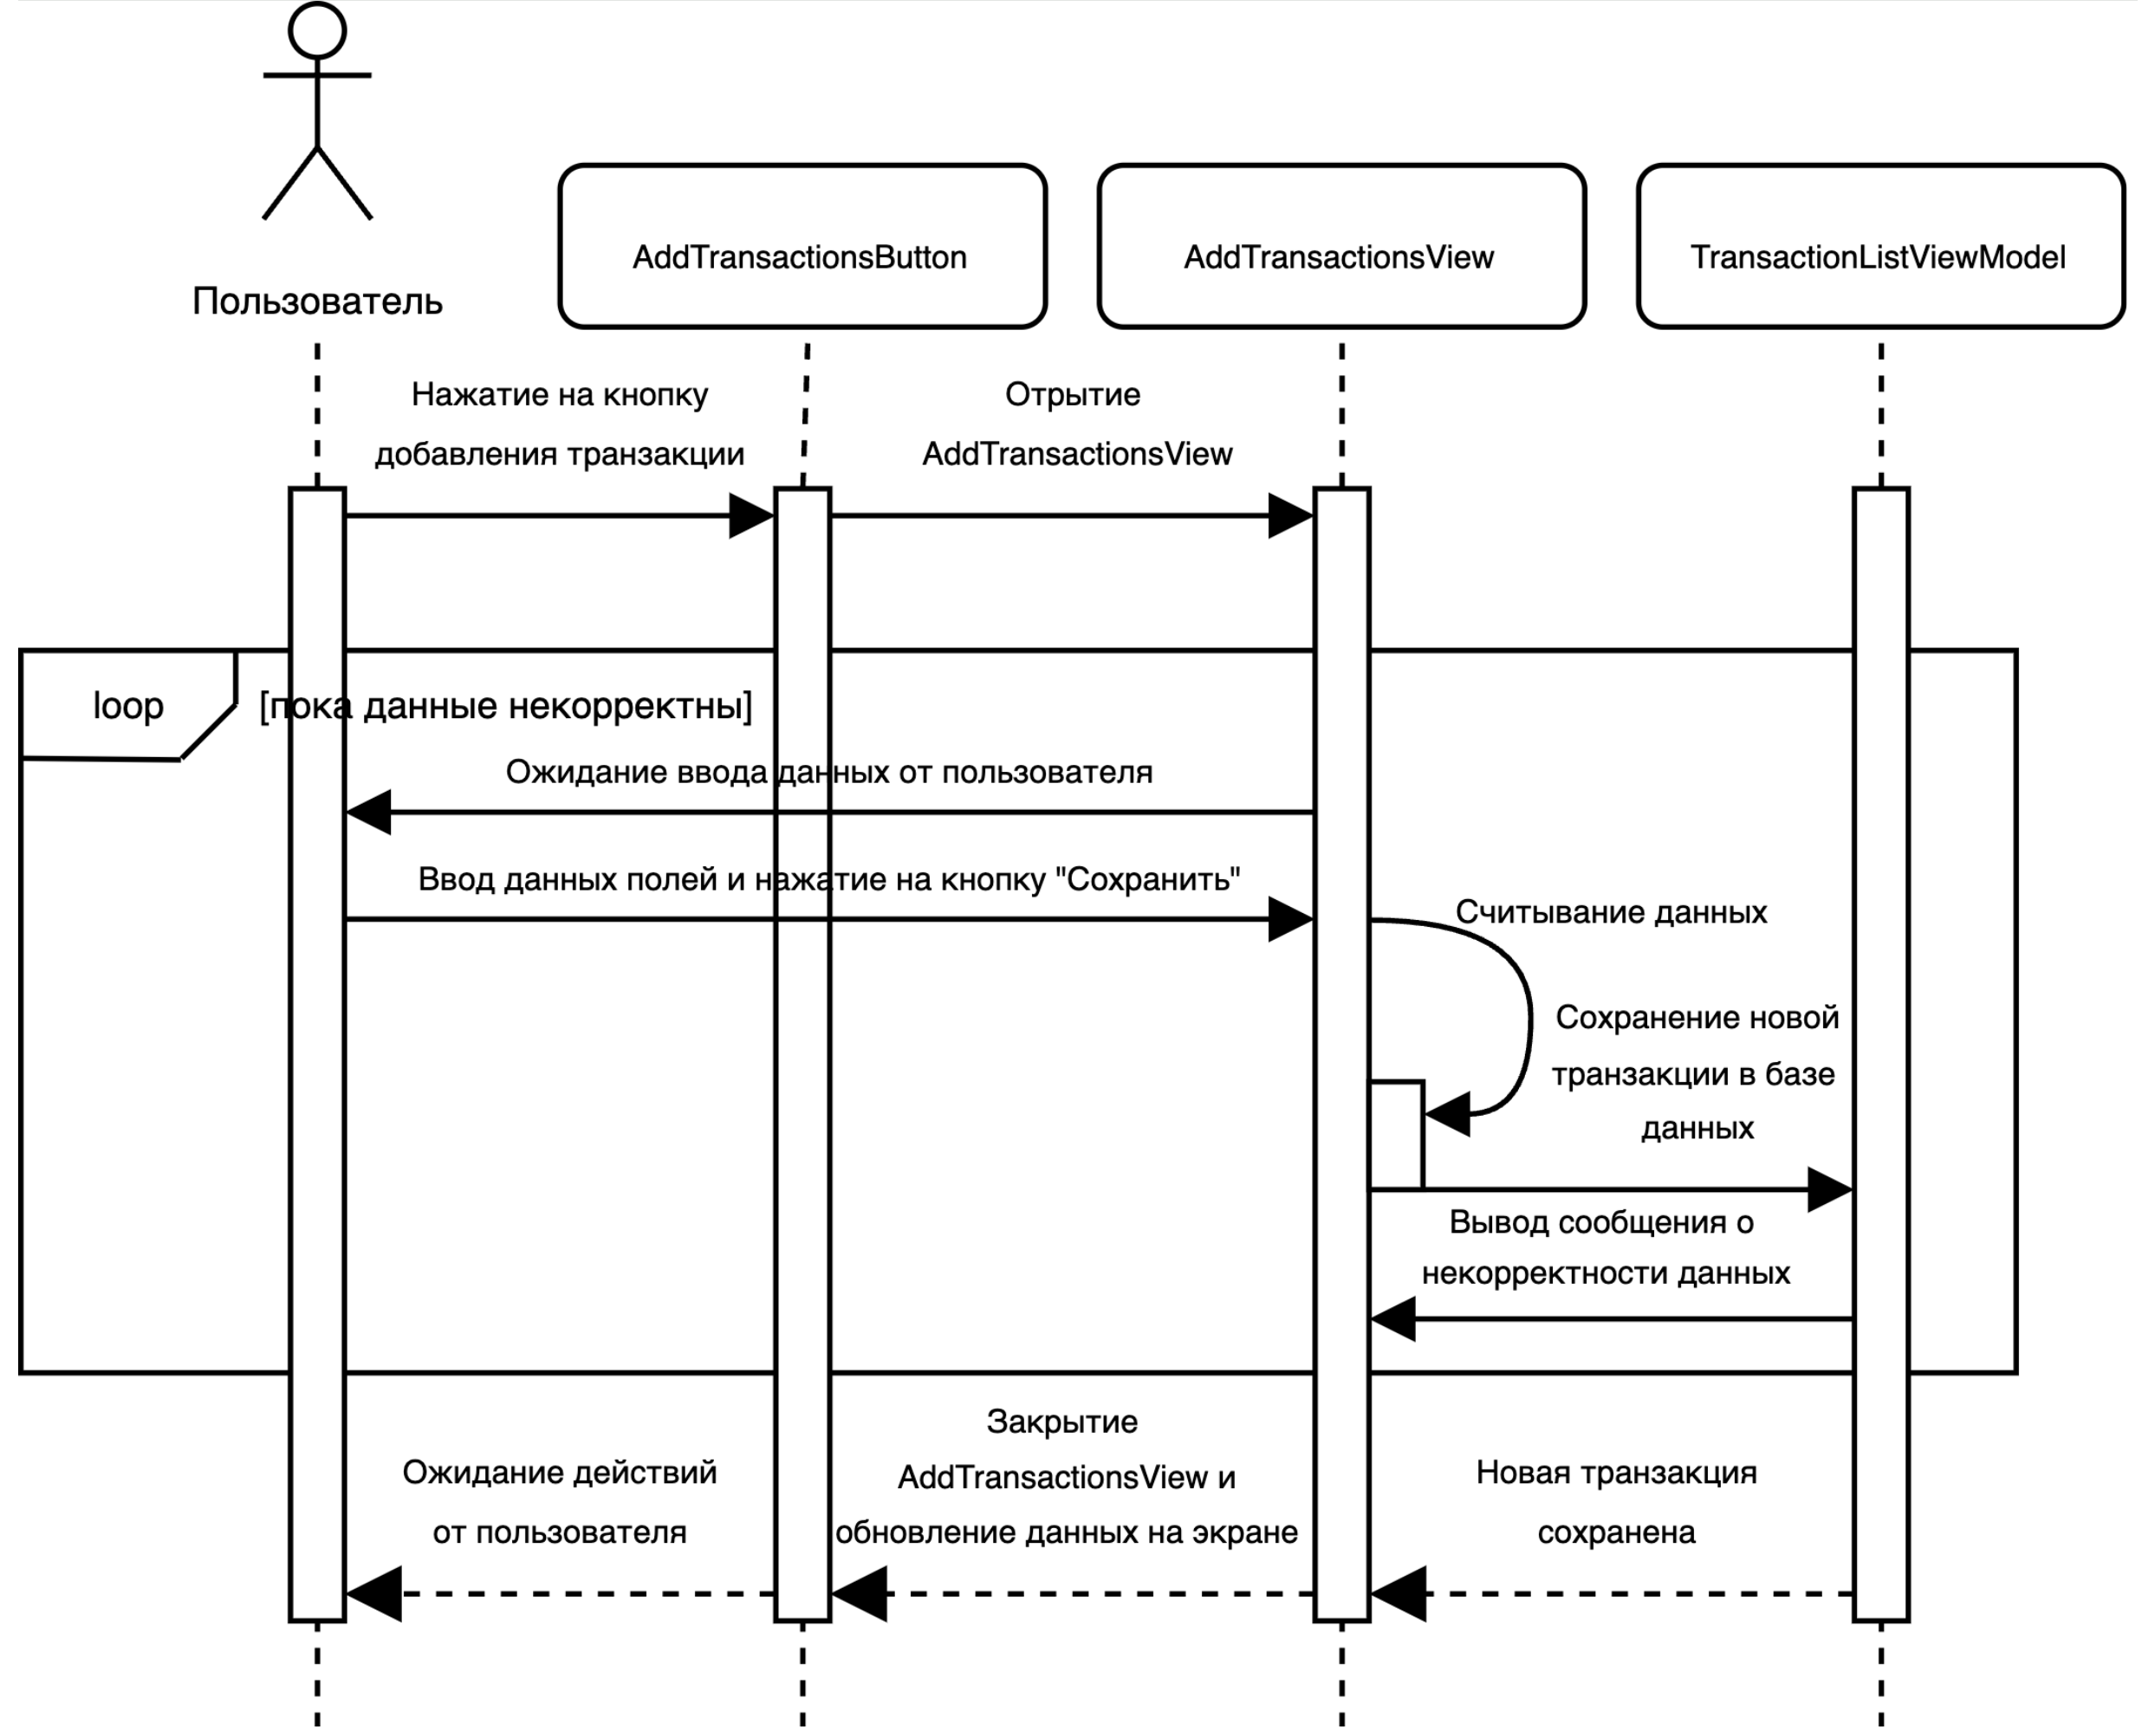 Пользователь
AddTransactionsButton
AddTransactionsView
TransactionListViewModel
Нажатие на кнопку
добавления транзакции
Отрытие
AddTransactionsView
loop
[пока данные некорректны]
Ожидание ввода данных от пользователя
Ввод данных полей и нажатие на кнопку "Сохранить"
Считывание данных
Сохранение новой
транзакции в базе
данных
Вывод сообщения о
некорректности данных
Ожидание действий
от пользователя
Закрытие
AddTransactionsView и
обновление данных на экране
Новая транзакция
сохранена